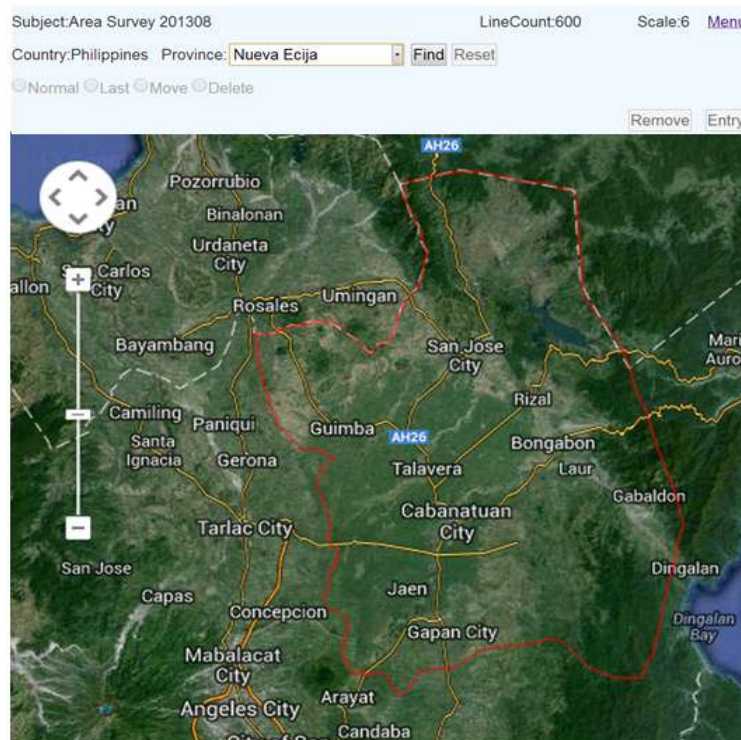 Subject:Area Survey 201308 LineCount:600 Scale:6 Menu
Country:Philippines Province: Nueva Ecija Find Reset
Normal Last Move Delete
Remove Entry
AH26
Pozorrubio
Binalonan
Urdaneta
City
Carlos
City
Rosales
Umingan
Bayambang
San Jose
City
Camiling
Paniqui
Guimba
AH26
Rizal
Santa
Ignacia
Gerona
Talavera
Bongabon
Laur
Gabaldon
Cabanatuan
City
Tarlac City
San Jose
Dingalan
Capas
Jaen
Concepcion
Gapan City
Dingalan
Bay
Mabalacat
City
Angeles City
Arayat
Candaba